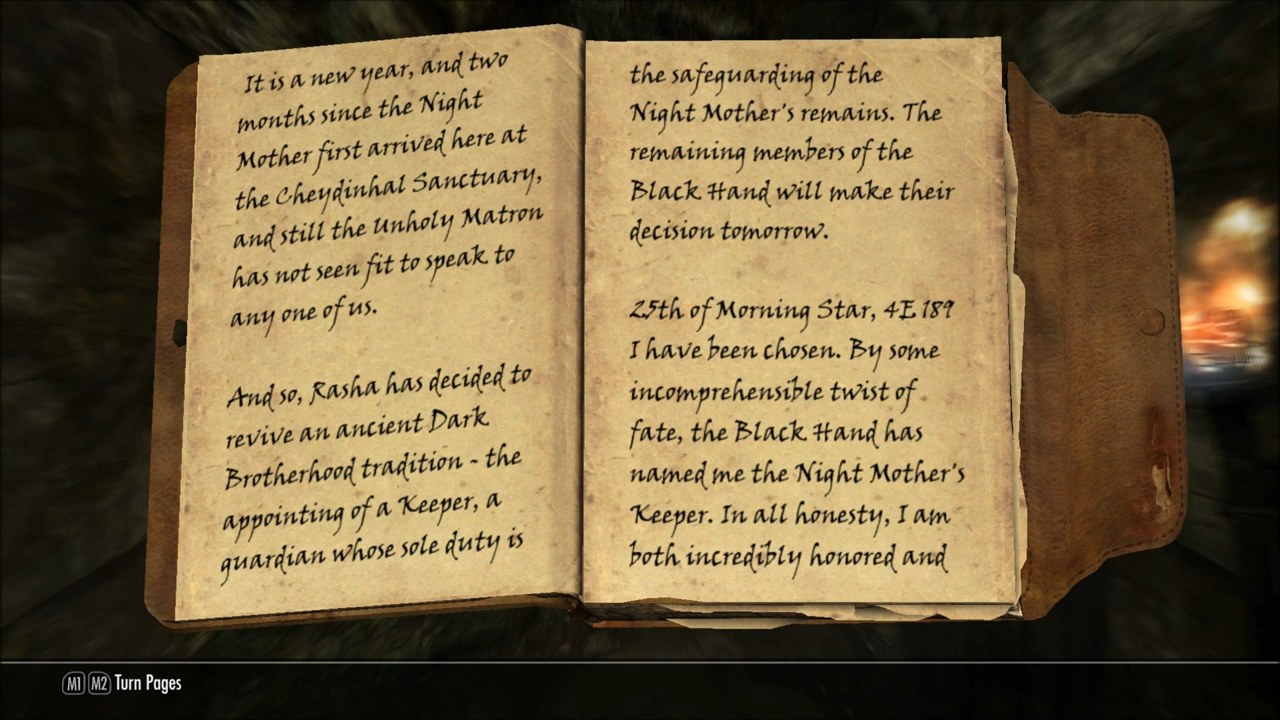 It is a new year, and two
months since the Night
Mother first arrived here at
the Cheydinhal Sanctuary,
and still the Unholy Matron
has not seen fit to speak to
any one of us.
And so, Rasha has decided to
revive an ancient Dark
Brotherhood tradition - the
appointing of a Keeper, a
guardian whose sole duty is
the safeguarding of the
Night Mother's remains. The
remaining members of the
Black Hand will make their
decision tomorrow.
25th of Morning Star, 4E 189
I have been chosen. By some
incomprehensible twist of
fate, the Black Hand has
named me the Night Mother's
Keeper. In all honesty, I am
both incredibly honored and
M1 M2 Turn Pages